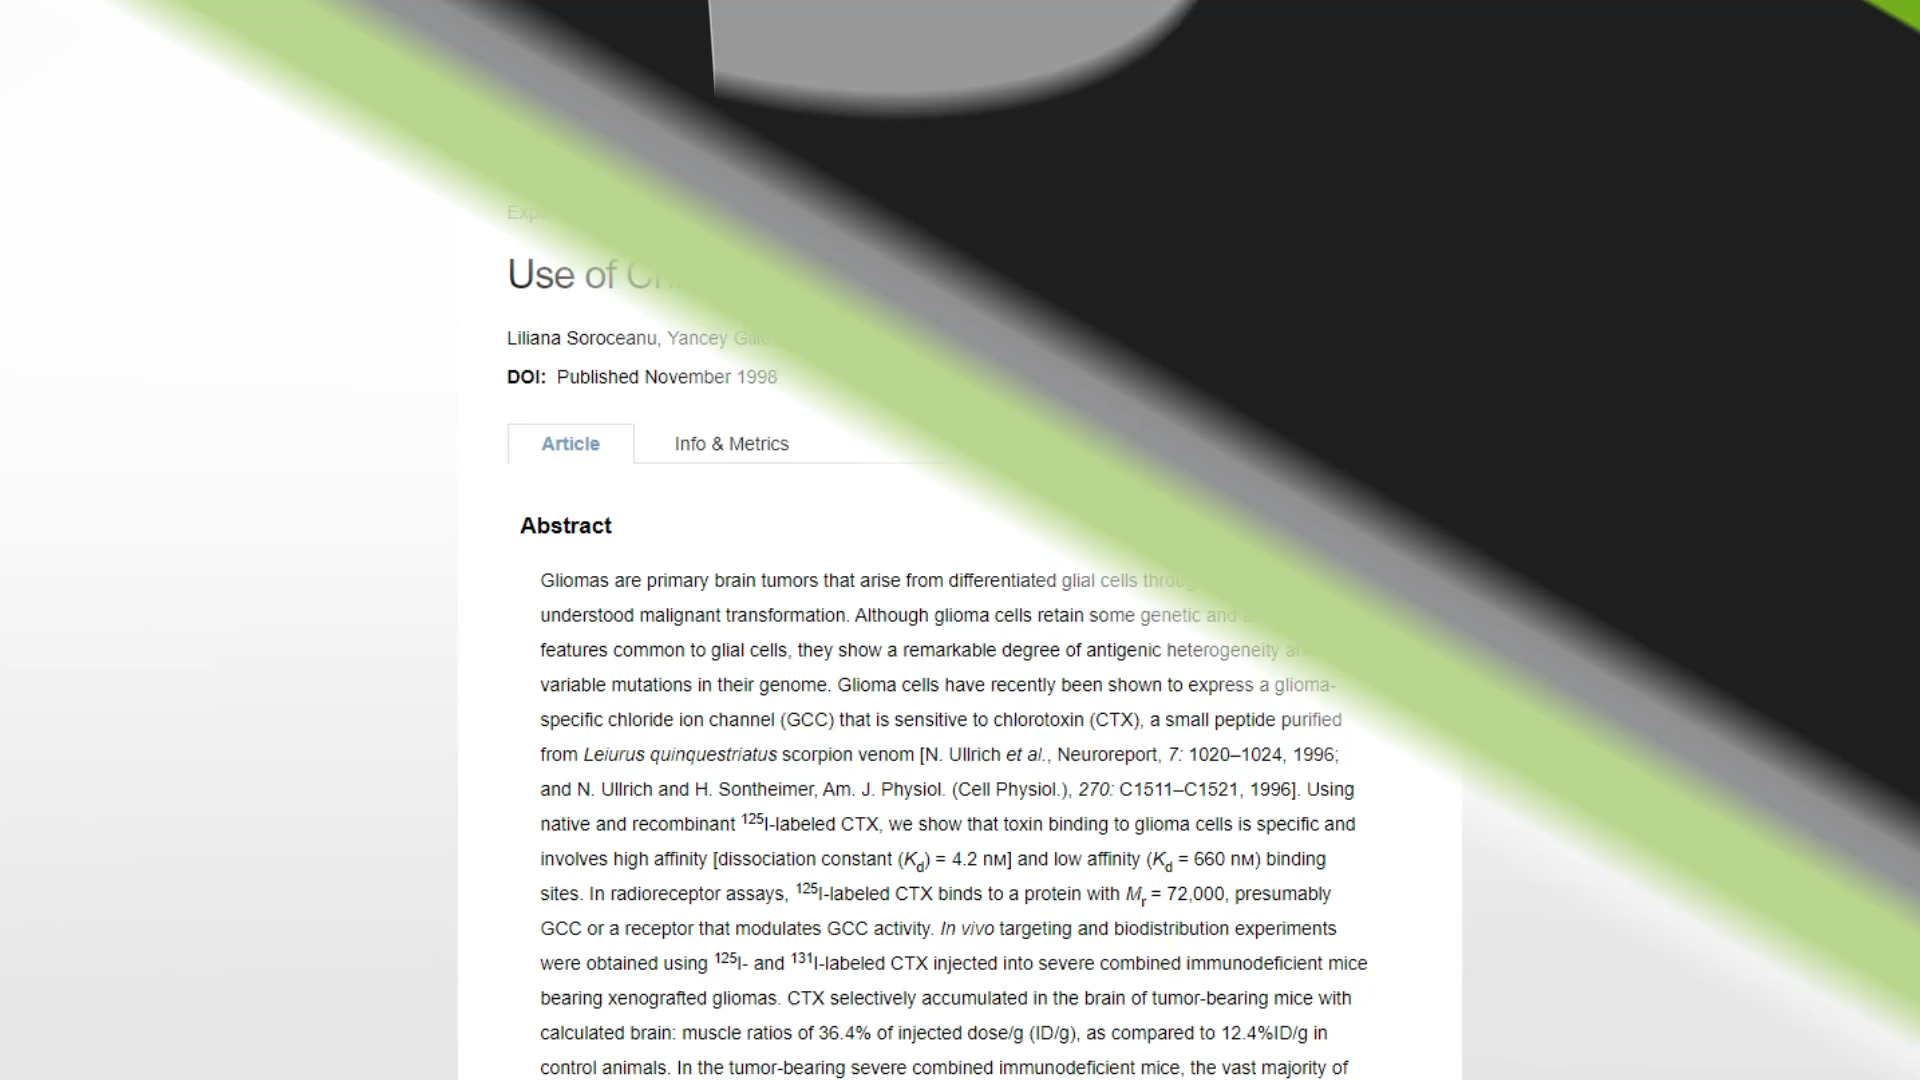 Use of
Liliana Soroceanu, Yancey
DOI: Published November 1998
Article Info & Metrics
Abstract
Gliomas are primary brain tumors that arise from differentiated glial cells
understood malignant transformation. Although glioma cells retain some genetic and
features common to glial cells, they show a remarkable degree of antigenic heterogeneity
variable mutations in their genome. Glioma cells have recently been shown to express a glioma-
specific chloride ion channel (GCC) that is sensitive to chlorotoxin (CTX), a small peptide purified
from Leiurus quinquestriatus scorpion venom [N. Ullrich et al., Neuroreport, 7: 1020–1024, 1996;
and N. Ullrich and H. Sontheimer, Am. J. Physiol. (Cell Physiol.), 270: C1511–C1521, 1996]. Using
native and recombinant ¹²⁵I-labeled CTX, we show that toxin binding to glioma cells is specific and
involves high affinity [dissociation constant (Kd) = 4.2 nM] and low affinity (Kd = 660 nM) binding
sites. In radioreceptor assays, ¹²⁵I-labeled CTX binds to a protein with Mr = 72,000, presumably
GCC or a receptor that modulates GCC activity. In vivo targeting and biodistribution experiments
were obtained using ¹²⁵I- and ¹³¹I-labeled CTX injected into severe combined immunodeficient mice
bearing xenografted gliomas. CTX selectively accumulated in the brain of tumor-bearing mice with
calculated brain: muscle ratios of 36.4% of injected dose/g (ID/g), as compared to 12.4%ID/g in
control animals. In the tumor-bearing severe combined immunodeficient mice, the vast majority of